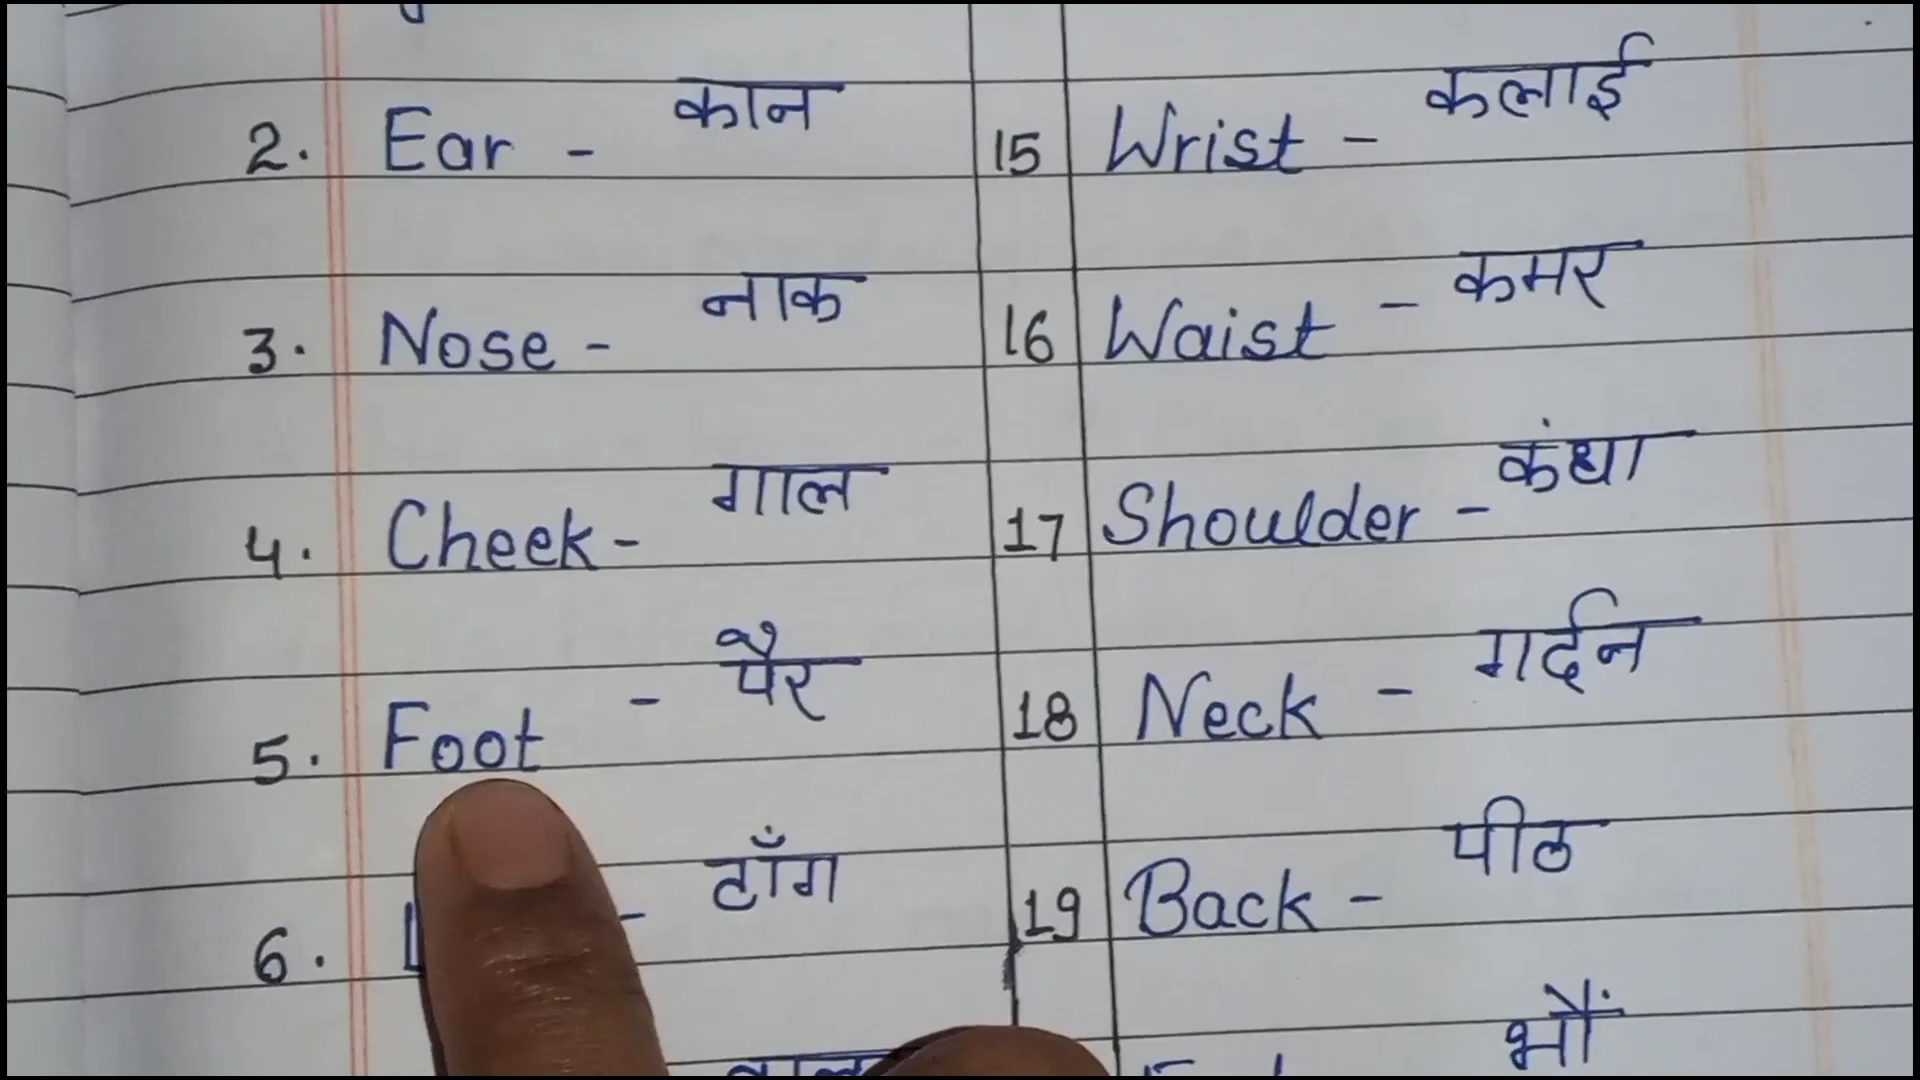 2. Ear - कान
3. Nose - नाक
4. Cheek - गाल
5. Foot - पैर
6. - टाँग
15 Wrist - कलाई
16 Waist - कमर
17 Shoulder - कंधा
18 Neck - गर्दन
19 Back - पीठ
भौं